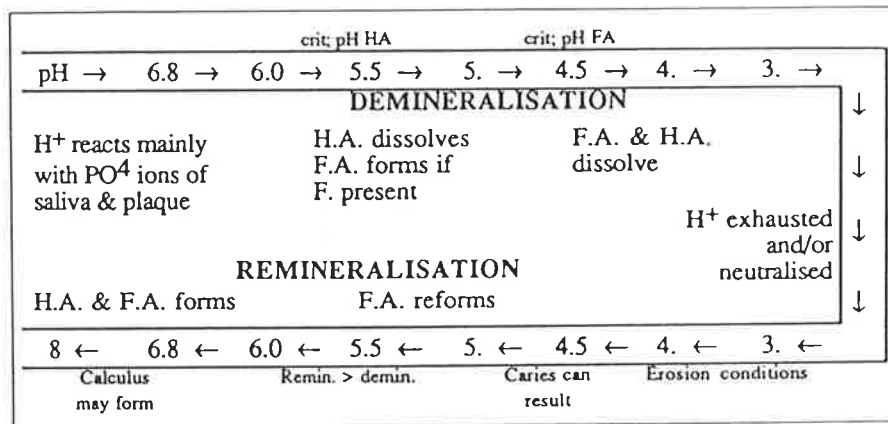 crit; pH HA crit; pH FA
pH → 6.8 → 6.0 → 5.5 → 5. → 4.5 → 4. → 3. →
DEMINERALISATION ↓
H+ reacts mainly H.A. dissolves F.A. & H.A.
with PO4 ions of F.A. forms if dissolve ↓
saliva & plaque F. present
H+ exhausted ↓
and/or
REMINERALISATION neutralised
H.A. & F.A. forms F.A. reforms ↓
8 ← 6.8 ← 6.0 ← 5.5 ← 5. ← 4.5 ← 4. ← 3. ←
Calculus Remin. > demin. Caries can Erosion conditions
may form result